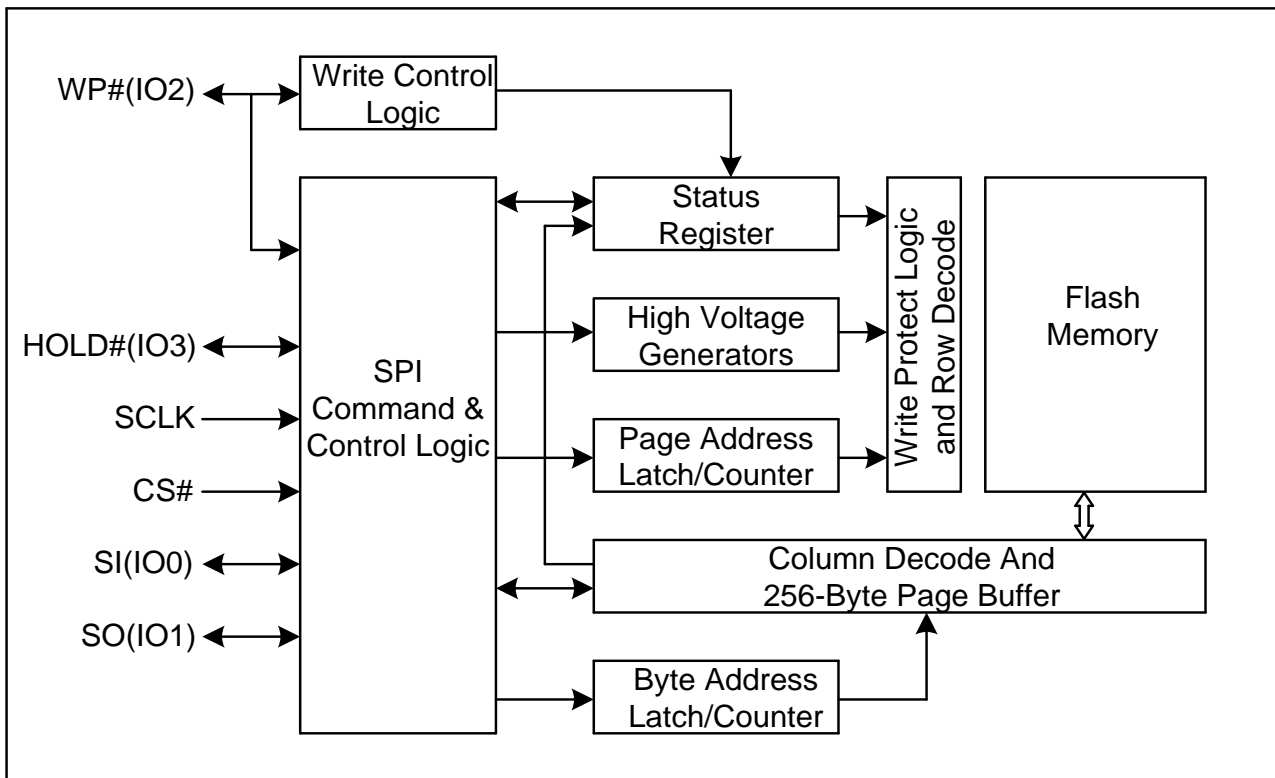 WP#(IO2)
Write Control
Logic
Status
Register
Write Protect Logic
and Row Decode
Flash
Memory
High Voltage
Generators
HOLD#(IO3)
SPI
Command &
Control Logic
SCLK
Page Address
Latch/Counter
CS#
SI(IO0)
Column Decode And
256-Byte Page Buffer
SO(IO1)
Byte Address
Latch/Counter